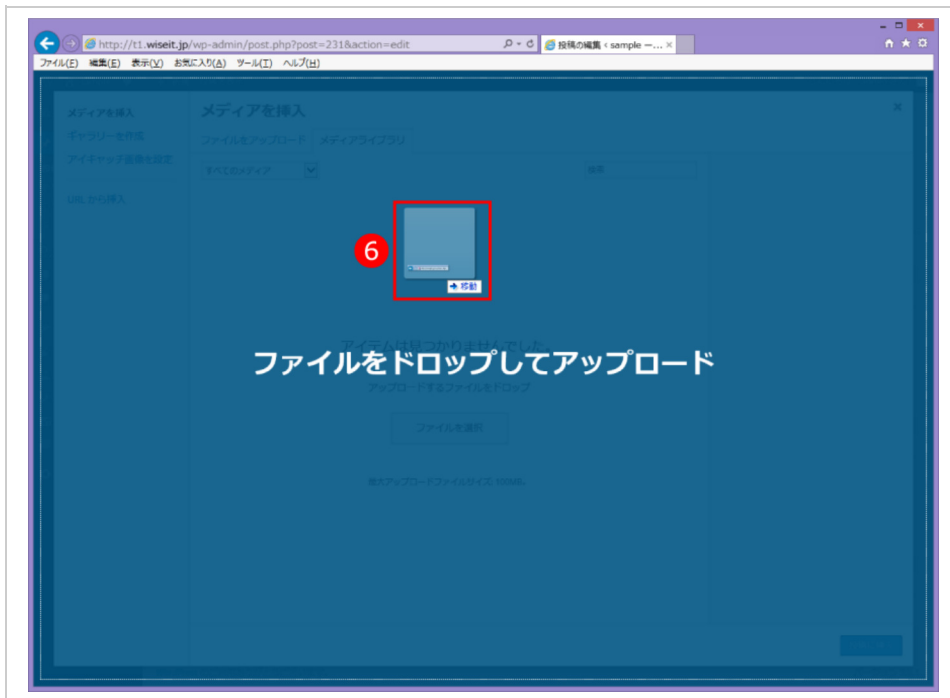 http://t1.wiseit.jp/wp-admin/post.php?post=231&action=edit
投稿の編集 ‹ sample —...
ファイル(F) 編集(E) 表示(V) お気に入り(A) ツール(T) ヘルプ(H)
メディアを挿入
ギャラリーを作成
アイキャッチ画像を設定
URL から挿入
メディアを挿入
ファイルをアップロード メディアライブラリ
すべてのメディア 検索
6
移動
アイテムは見つかりませんでした。
ファイルをドロップしてアップロード
アップロードするファイルをドロップ
ファイルを選択
最大アップロードファイルサイズ: 100MB。